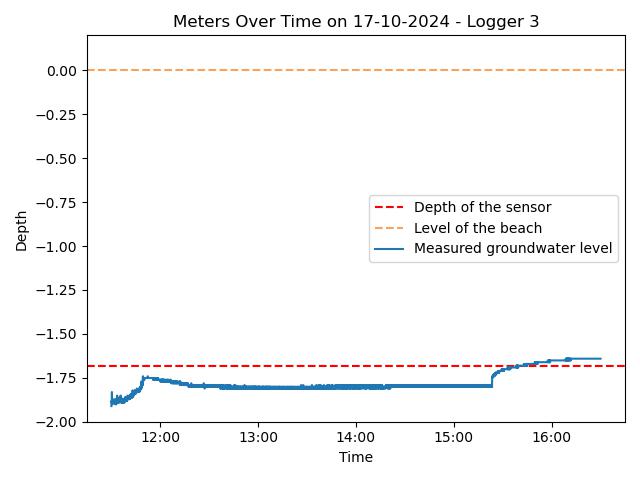 Meters Over Time on 17-10-2024 - Logger 3
0.00
−0.25
−0.50
−0.75
−1.00
−1.25
−1.50
−1.75
−2.00
Depth
Depth of the sensor
Level of the beach
Measured groundwater level
12:00 13:00 14:00 15:00 16:00
Time